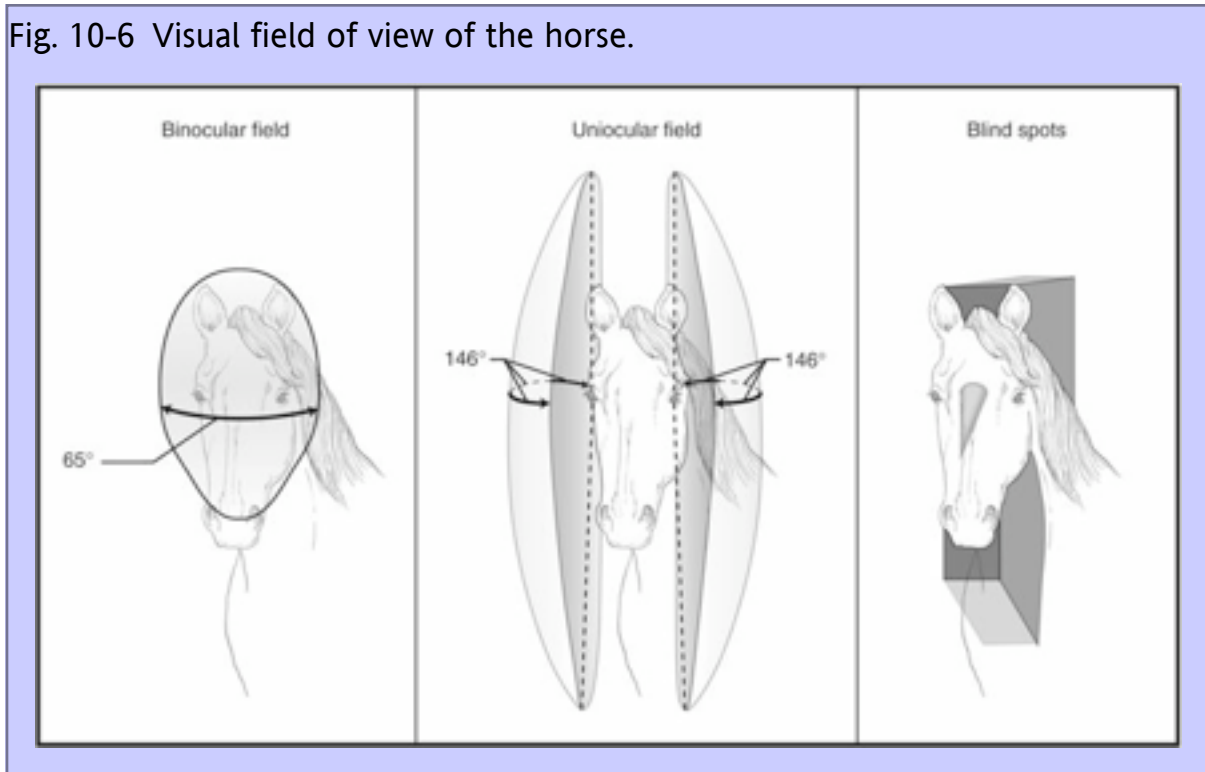 Fig. 10-6 Visual field of view of the horse.
Binocular field
Uniocular field
Blind spots
65°
146°
146°